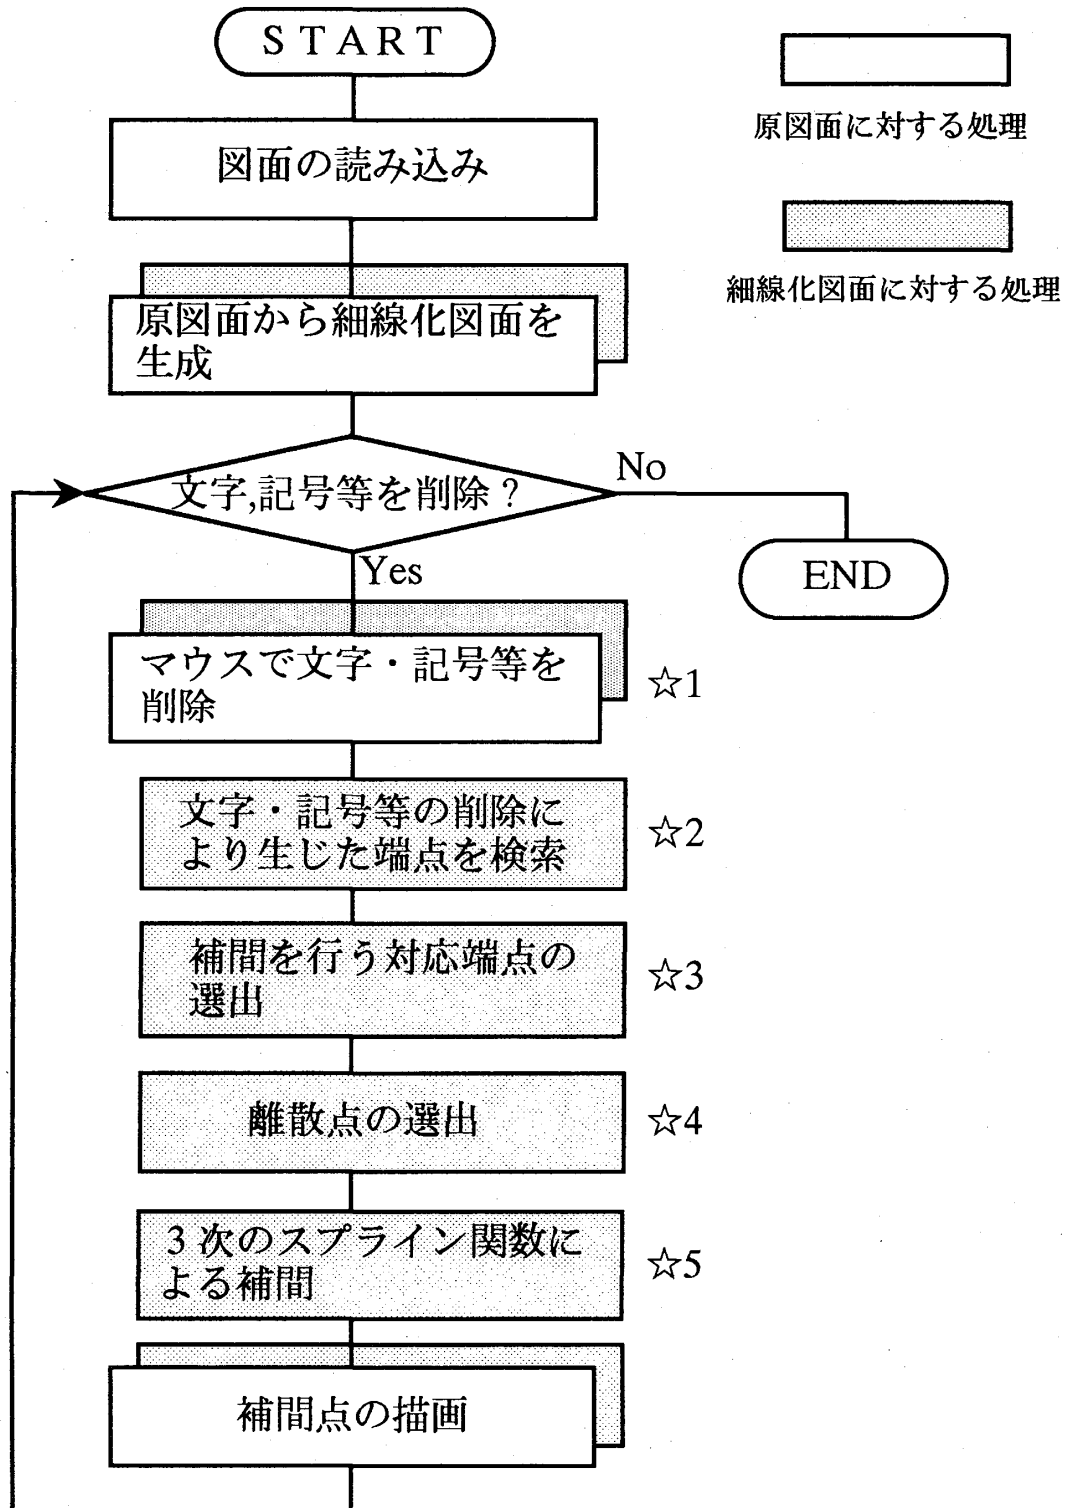 START
原図面に対する処理
図面の読み込み
細線化図面に対する処理
原図面から細線化図面を
生成
文字,記号等を削除?
No
END
Yes
マウスで文字・記号等を
削除
☆1
文字・記号等の削除に
より生じた端点を検索
☆2
補間を行う対応端点の
選出
☆3
離散点の選出
☆4
3次のスプライン関数に
よる補間
☆5
補間点の描画